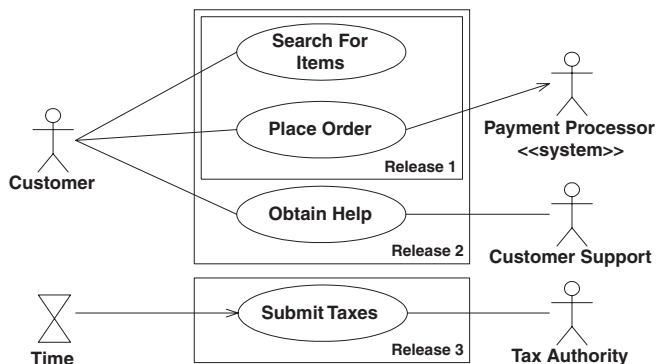 Search For
Items
Place Order
Release 1
Customer
Payment Processor
<<system>>
Obtain Help
Release 2
Customer Support
Submit Taxes
Release 3
Time
Tax Authority